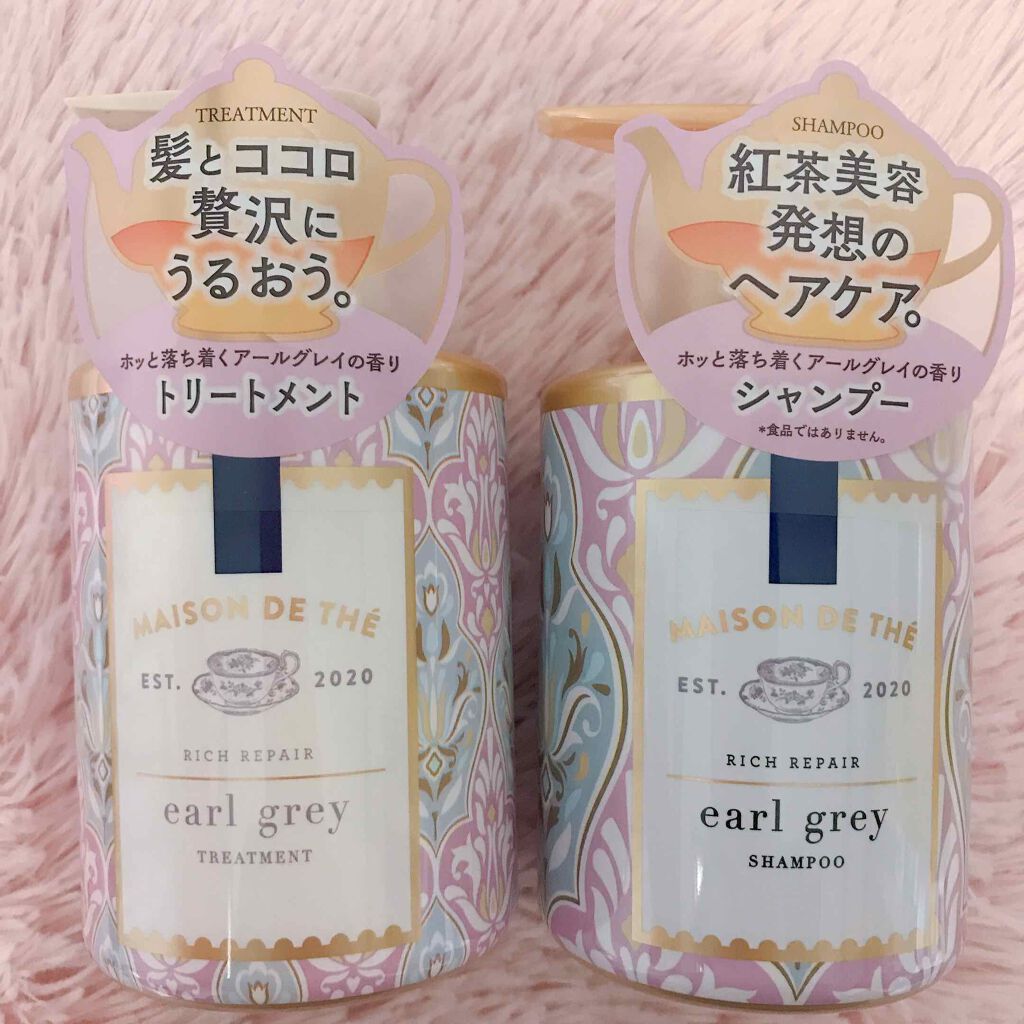 TREATMENT
髪とココロ
贅沢に
うるおう。
ホッと落ち着くアールグレイの香り
トリートメント
MAISON DE THÉ
EST. 2020
RICH REPAIR
earl grey
TREATMENT
SHAMPOO
紅茶美容
発想の
ヘアケア。
ホッと落ち着くアールグレイの香り
シャンプー
*食品ではありません。
MAISON DE THÉ
EST. 2020
RICH REPAIR
earl grey
SHAMPOO